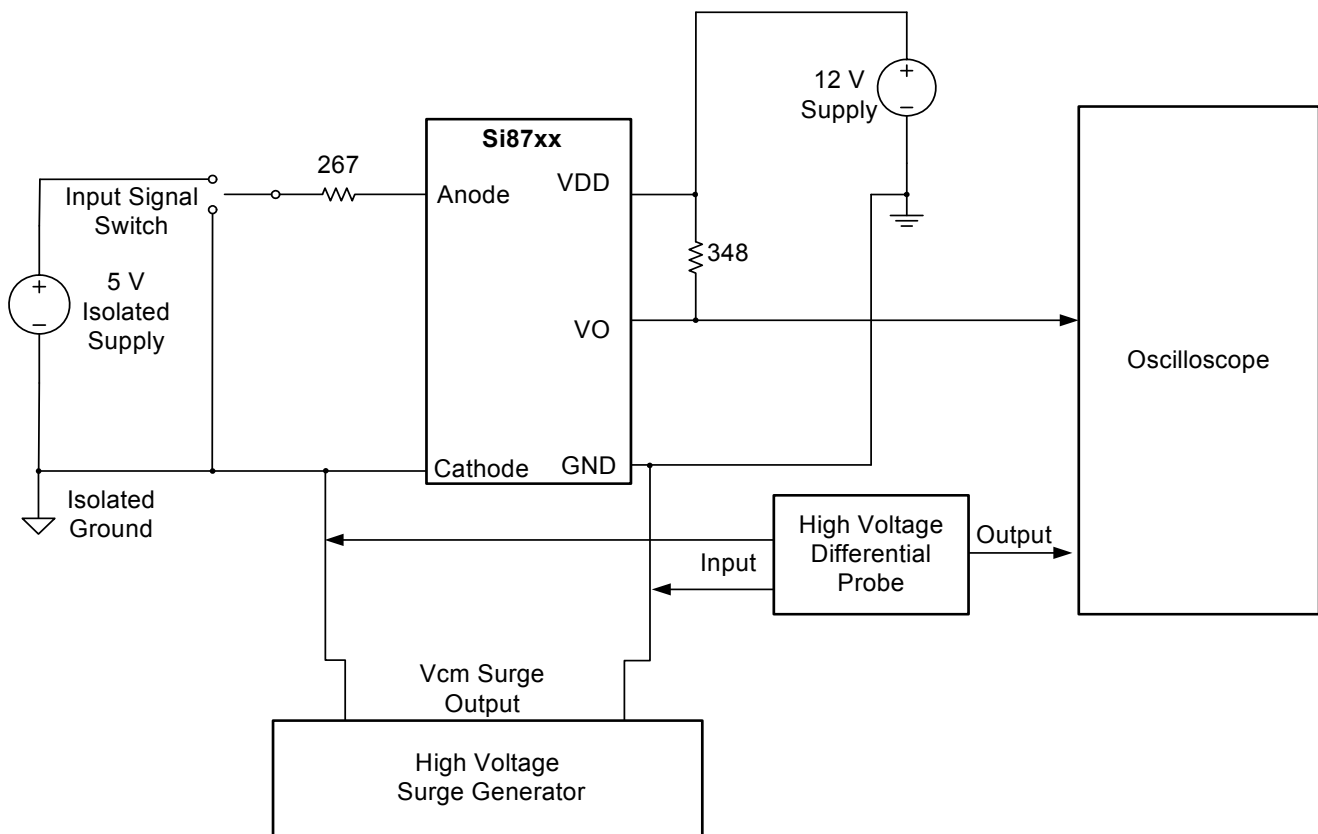 12 V
Supply
Si87xx
267
Input Signal
Switch
Anode
VDD
348
5 V
Isolated
Supply
VO
Oscilloscope
Cathode
GND
Isolated
Ground
High Voltage
Differential
Probe
Input
Output
Vcm Surge
Output
High Voltage
Surge Generator
+
−
+
−